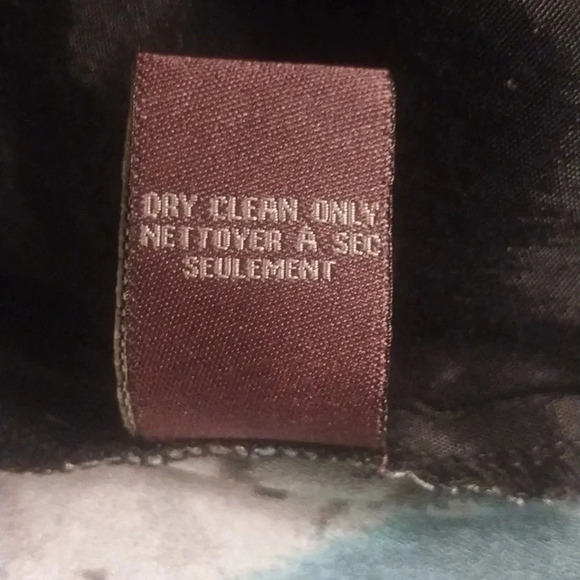 DRY CLEAN ONLY
NETTOYER À SEC
SEULEMENT